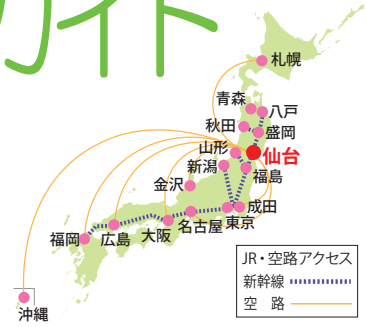 ガイド
札幌
青森
八戸
秋田
盛岡
山形
仙台
新潟
福島
金沢
成田
福岡
広島
大阪
名古屋
東京
沖縄
JR・空路アクセス
新幹線
空 路